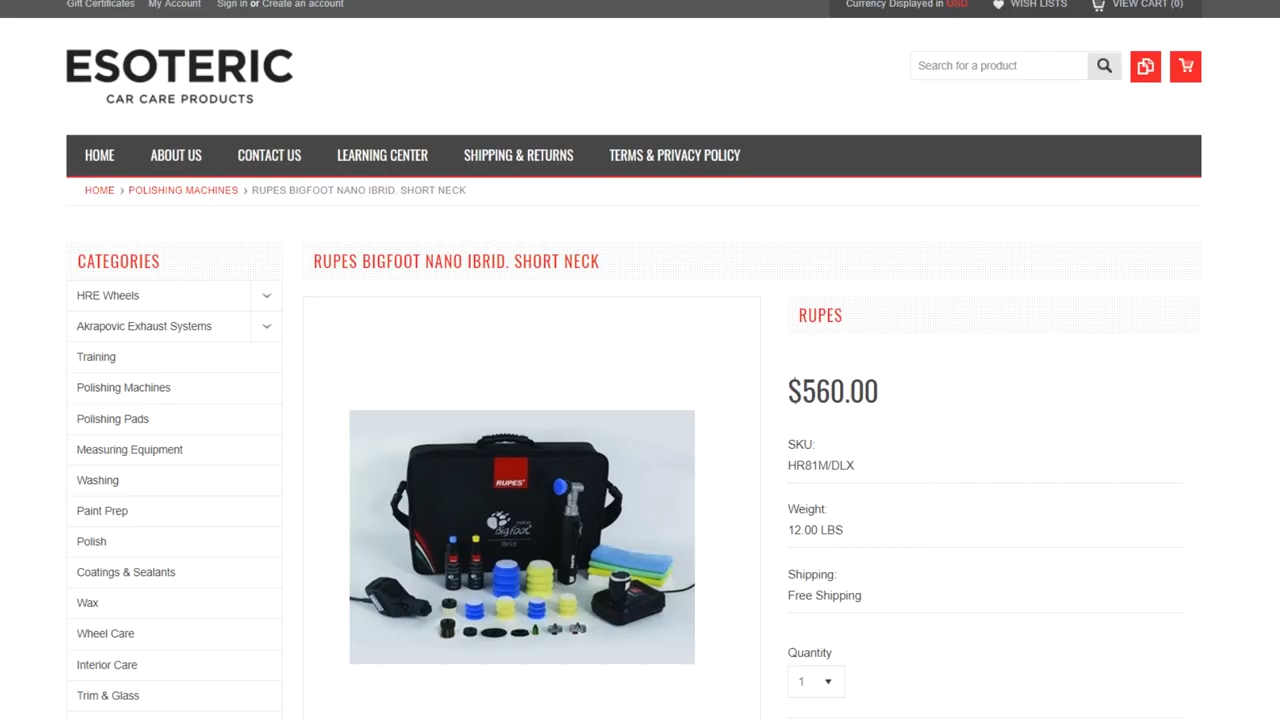 Gift Certificates My Account Sign in or Create an account Currency Displayed in USD WISH LISTS VIEW CART (0)
ESOTERIC
CAR CARE PRODUCTS
Search for a product
HOME ABOUT US CONTACT US LEARNING CENTER SHIPPING & RETURNS TERMS & PRIVACY POLICY
HOME › POLISHING MACHINES › RUPES BIGFOOT NANO IBRID. SHORT NECK
CATEGORIES
HRE Wheels
Akrapovic Exhaust Systems
Training
Polishing Machines
Polishing Pads
Measuring Equipment
Washing
Paint Prep
Polish
Coatings & Sealants
Wax
Wheel Care
Interior Care
Trim & Glass
RUPES BIGFOOT NANO IBRID. SHORT NECK
RUPES
nano
BigFoot
iBrid
RUPES
$560.00
SKU:
HR81M/DLX
Weight:
12.00 LBS
Shipping:
Free Shipping
Quantity
1